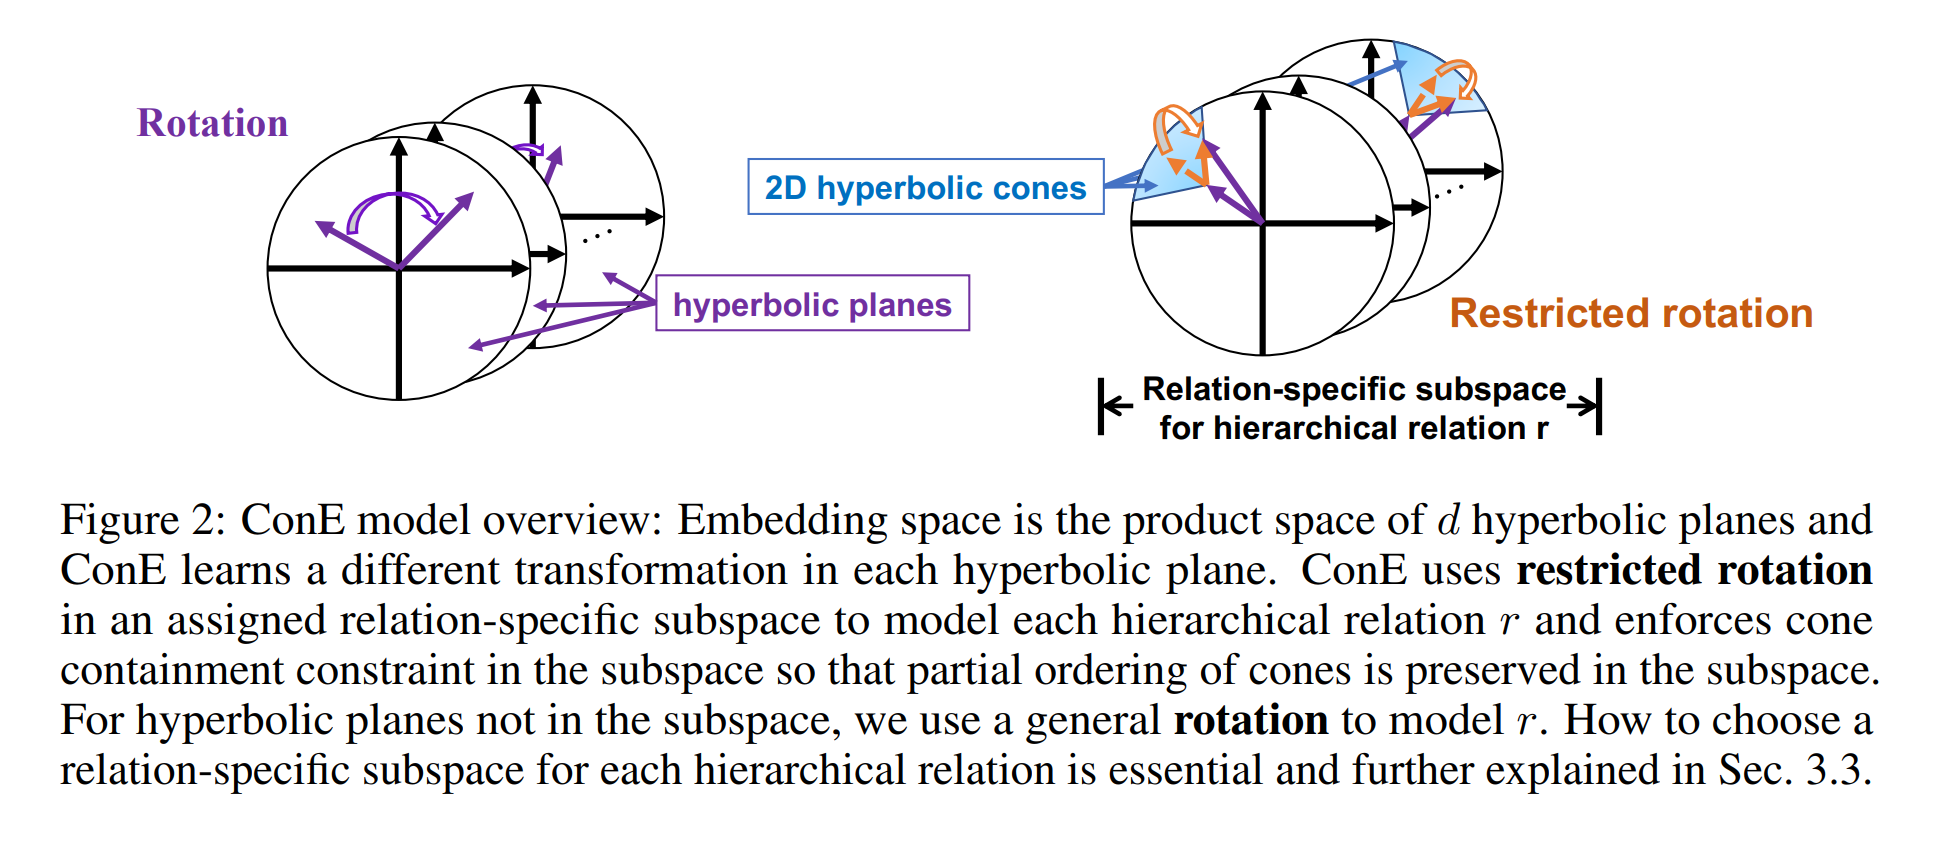 Rotation
hyperbolic planes
2D hyperbolic cones
Restricted rotation
Relation-specific subspace
for hierarchical relation r
Figure 2: ConE model overview: Embedding space is the product space of d hyperbolic planes and
ConE learns a different transformation in each hyperbolic plane. ConE uses restricted rotation
in an assigned relation-specific subspace to model each hierarchical relation r and enforces cone
containment constraint in the subspace so that partial ordering of cones is preserved in the subspace.
For hyperbolic planes not in the subspace, we use a general rotation to model r. How to choose a
relation-specific subspace for each hierarchical relation is essential and further explained in Sec. 3.3.